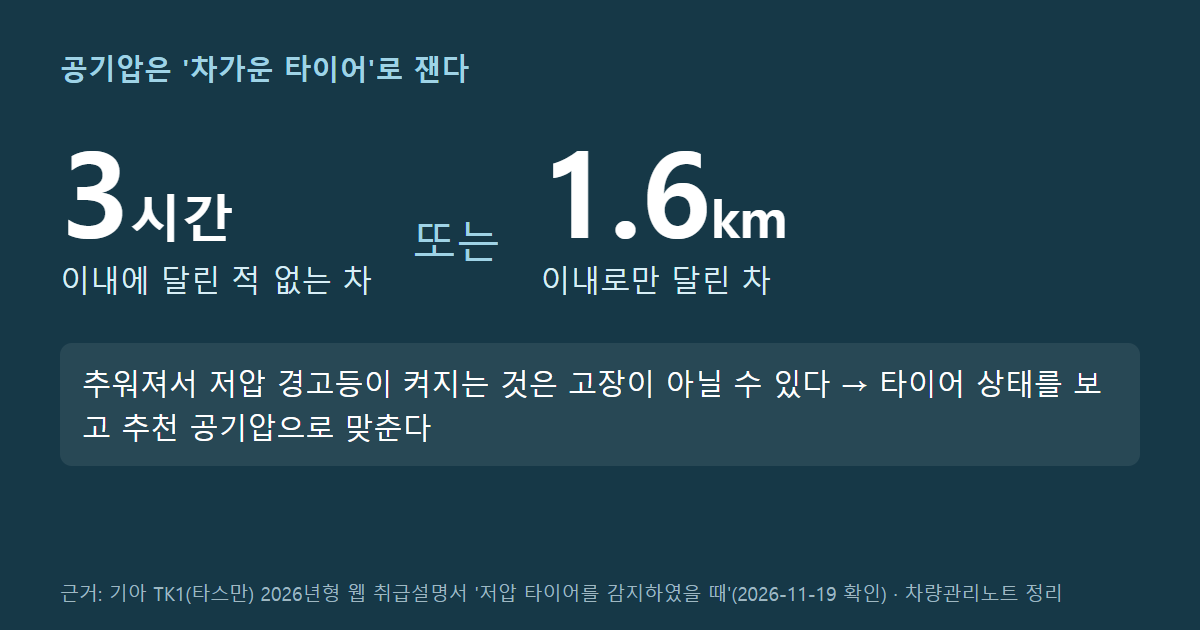 공기압은 '차가운 타이어'로 잰다
3시간 또는 1.6km
이내에 달린 적 없는 차 이내로만 달린 차
추워져서 저압 경고등이 켜지는 것은 고장이 아닐 수 있다 → 타이어 상태를 보
고 추천 공기압으로 맞춘다
근거: 기아 TK1(타스만) 2026년형 웹 취급설명서 '저압 타이어를 감지하였을 때'(2026-11-19 확인) · 차량관리노트 정리